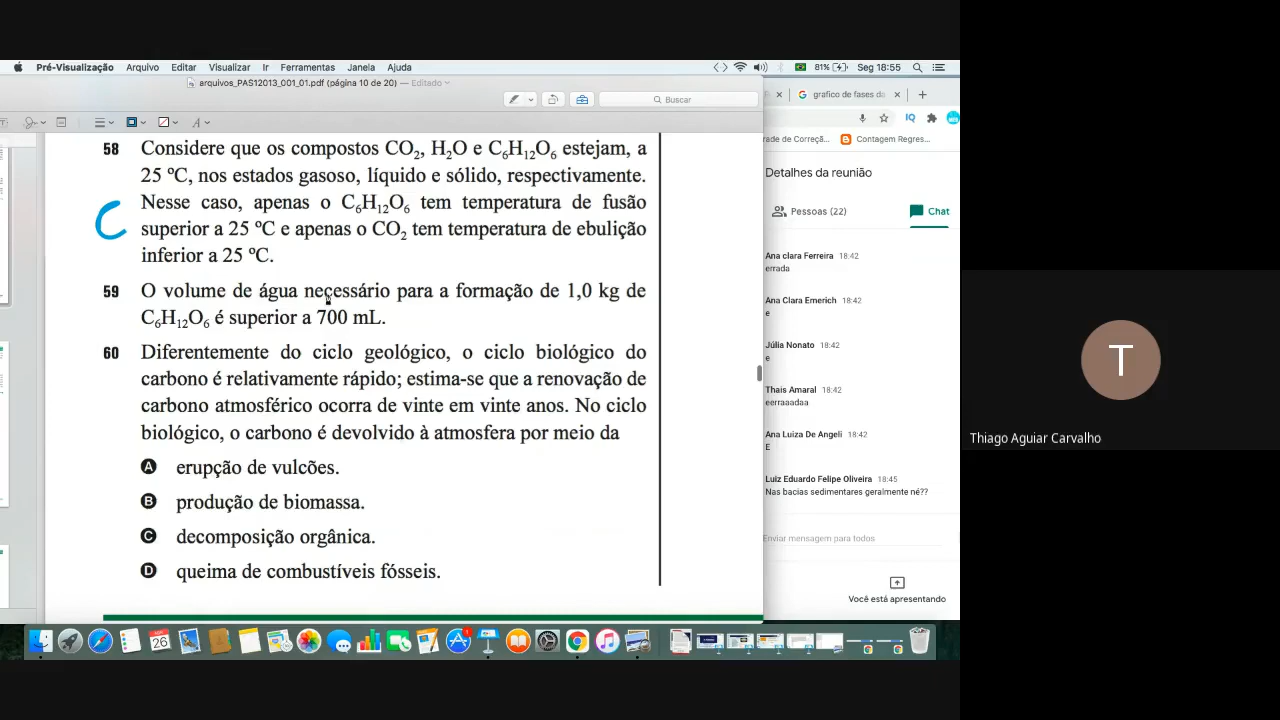 Pré-Visualização Arquivo Editar Visualizar Ir Ferramentas Janela Ajuda
81% Seg 18:55
arquivos_PAS12013_001_01.pdf (página 10 de 20) — Editado
Buscar
grafico de fases do
rade de Correçã... Contagem Regres...
58 Considere que os compostos CO₂, H₂O e C₆H₁₂O₆ estejam, a
25 ºC, nos estados gasoso, líquido e sólido, respectivamente.
Nesse caso, apenas o C₆H₁₂O₆ tem temperatura de fusão
superior a 25 ºC e apenas o CO₂ tem temperatura de ebulição
inferior a 25 ºC.
C
59 O volume de água necessário para a formação de 1,0 kg de
C₆H₁₂O₆ é superior a 700 mL.
60 Diferentemente do ciclo geológico, o ciclo biológico do
carbono é relativamente rápido; estima-se que a renovação de
carbono atmosférico ocorra de vinte em vinte anos. No ciclo
biológico, o carbono é devolvido à atmosfera por meio da
A erupção de vulcões.
B produção de biomassa.
C decomposição orgânica.
D queima de combustíveis fósseis.
Detalhes da reunião
Pessoas (22) Chat
Ana clara Ferreira 18:42
errada
Ana Clara Emerich 18:42
e
Júlia Nonato 18:42
e
Thais Amaral 18:42
eerraaadaa
Ana Luiza De Angeli 18:42
E
Luiz Eduardo Felipe Oliveira 18:45
Nas bacias sedimentares geralmente né??
Enviar mensagem para todos
Você está apresentando
T
Thiago Aguiar Carvalho